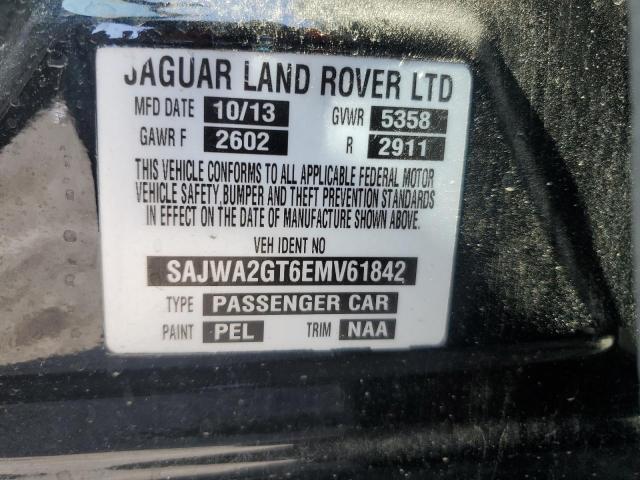 JAGUAR LAND ROVER LTD
MFD DATE 10/13 GVWR 5358
GAWR F 2602 R 2911
THIS VEHICLE CONFORMS TO ALL APPLICABLE FEDERAL MOTOR
VEHICLE SAFETY,BUMPER AND THEFT PREVENTION STANDARDS
IN EFFECT ON THE DATE OF MANUFACTURE SHOWN ABOVE.
VEH IDENT NO
SAJWA2GT6EMV61842
TYPE PASSENGER CAR
PAINT PEL TRIM NAA